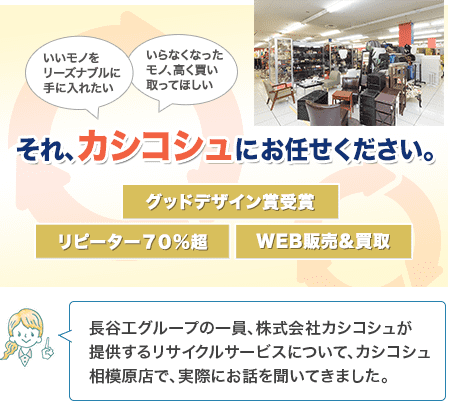 いいモノを
リーズナブルに
手に入れたい
いらなくなった
モノ、高く買い
取ってほしい
それ、カシコシュにお任せください。
グッドデザイン賞受賞
リピーター70%超
WEB販売&買取
長谷工グループの一員、株式会社カシコシュが
提供するリサイクルサービスについて、カシコシュ
相模原店で、実際にお話を聞いてきました。